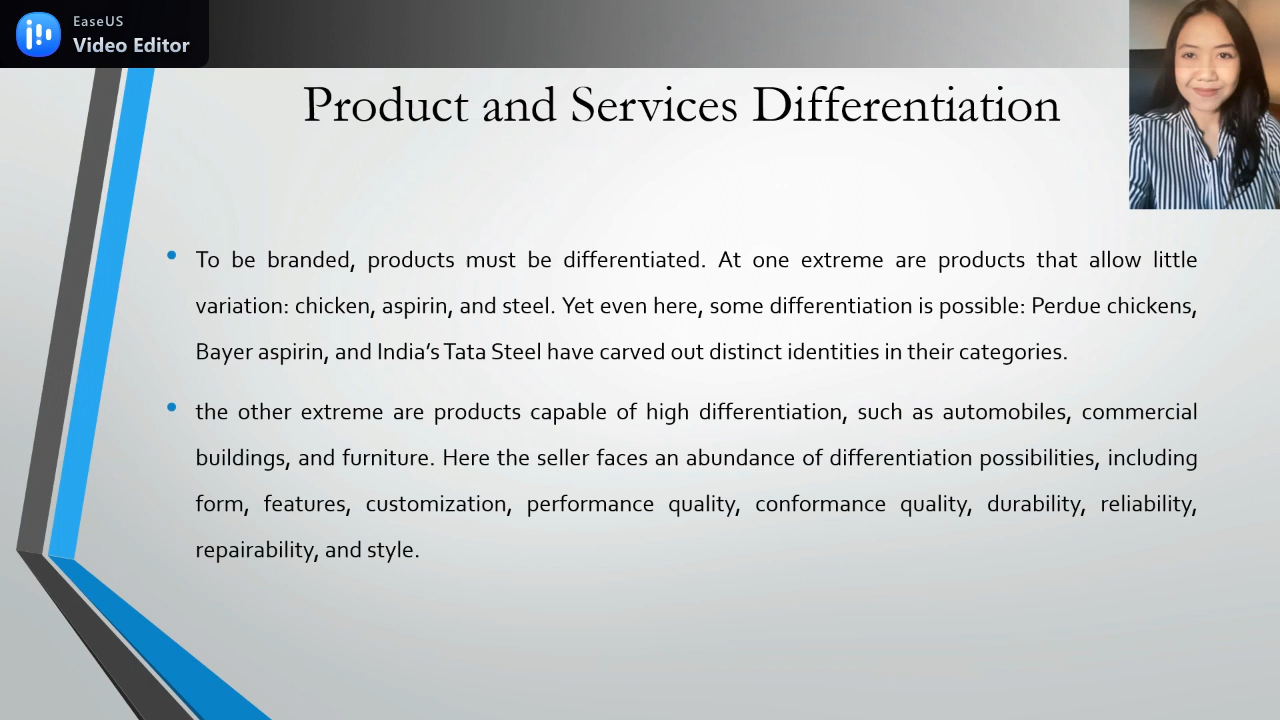 EaseUS
Video Editor
Product and Services Differentiation
• To be branded, products must be differentiated. At one extreme are products that allow little
variation: chicken, aspirin, and steel. Yet even here, some differentiation is possible: Perdue chickens,
Bayer aspirin, and India’s Tata Steel have carved out distinct identities in their categories.
• the other extreme are products capable of high differentiation, such as automobiles, commercial
buildings, and furniture. Here the seller faces an abundance of differentiation possibilities, including
form, features, customization, performance quality, conformance quality, durability, reliability,
repairability, and style.